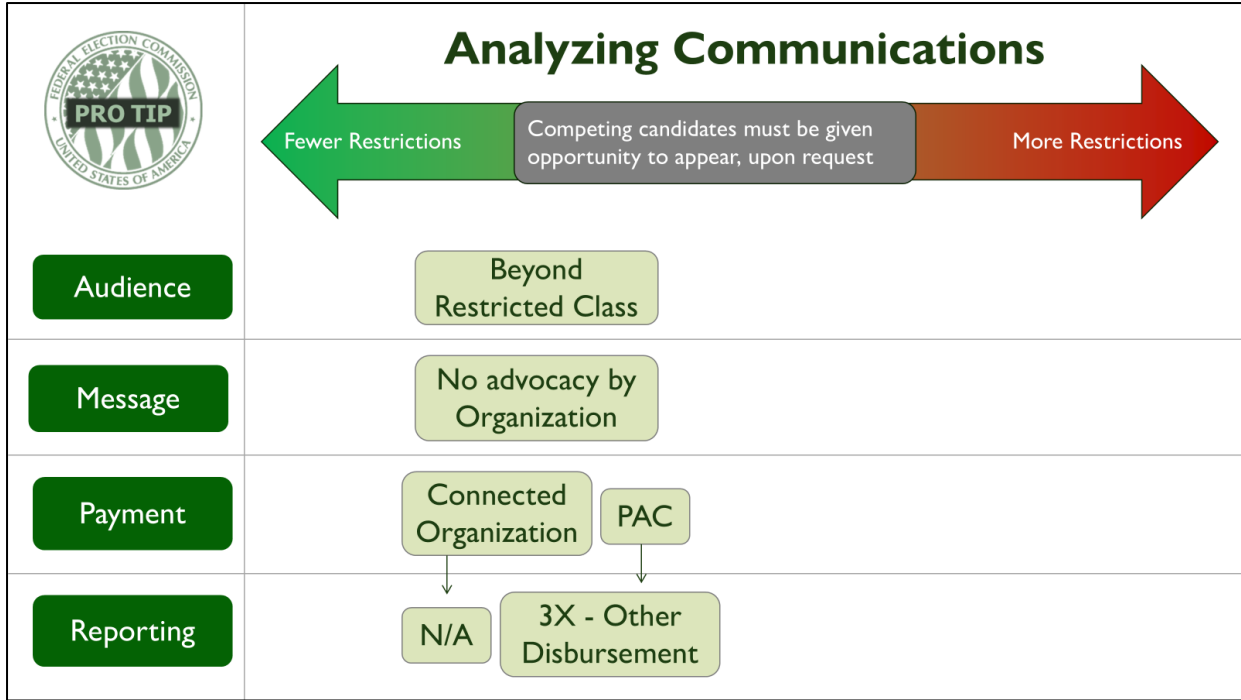 FEDERAL ELECTION COMMISSION
PRO TIP
UNITED STATES OF AMERICA
Analyzing Communications
Fewer Restrictions
Competing candidates must be given
opportunity to appear, upon request
More Restrictions
Audience
Beyond
Restricted Class
Message
No advocacy by
Organization
Payment
Connected
Organization
PAC
Reporting
N/A
3X - Other
Disbursement